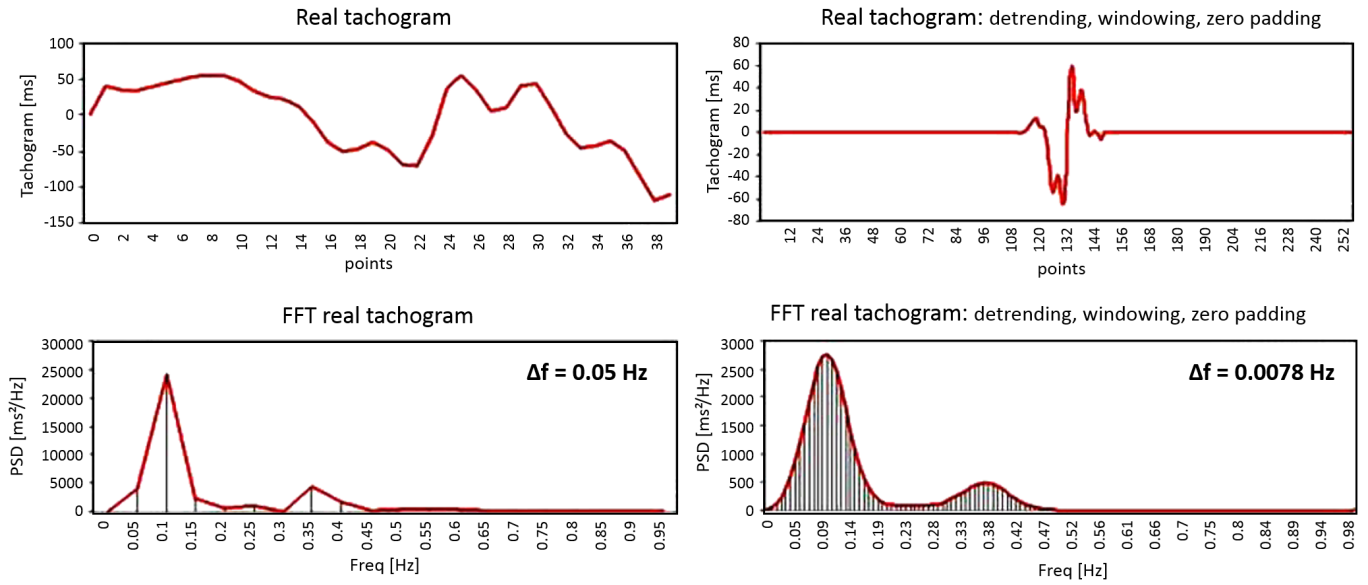 Real tachogram
Tachogram [ms]
100
50
0
-50
-100
-150
0 2 4 6 8 10 12 14 16 18 20 22 24 26 28 30 32 34 36 38
points
Real tachogram: detrending, windowing, zero padding
Tachogram [ms]
80
60
40
20
0
-20
-40
-60
-80
12 24 36 48 60 72 84 96 108 120 132 144 156 168 180 190 204 216 228 240 252
points
FFT real tachogram
PSD [ms²/Hz]
30000
25000
20000
15000
10000
5000
0
Δf = 0.05 Hz
0 0.05 0.1 0.15 0.2 0.25 0.3 0.35 0.4 0.45 0.5 0.55 0.6 0.65 0.7 0.75 0.8 0.85 0.9 0.95
Freq [Hz]
FFT real tachogram: detrending, windowing, zero padding
PSD [ms²/Hz]
3000
2500
2000
1500
1000
500
0
Δf = 0.0078 Hz
0 0.05 0.09 0.14 0.19 0.23 0.28 0.33 0.38 0.42 0.47 0.52 0.56 0.61 0.66 0.7 0.75 0.8 0.84 0.89 0.94 0.98
Freq [Hz]